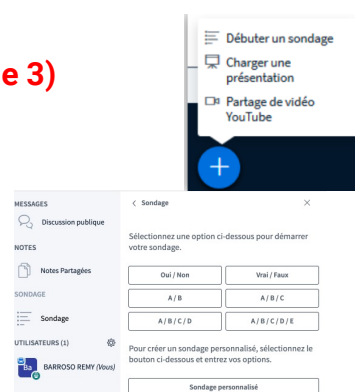 e 3)
Débuter un sondage
Charger une
présentation
Partage de vidéo
YouTube
MESSAGES
Discussion publique
NOTES
Notes Partagées
SONDAGE
Sondage
UTILISATEURS (1)
Ba
BARROSO REMY (Vous)
Sondage
Sélectionnez une option ci-dessous pour démarrer
votre sondage.
Oui / Non
Vrai / Faux
A / B
A / B / C
A / B / C / D
A / B / C / D / E
Pour créer un sondage personnalisé, sélectionnez le
bouton ci-dessous et entrez vos options.
Sondage personnalisé